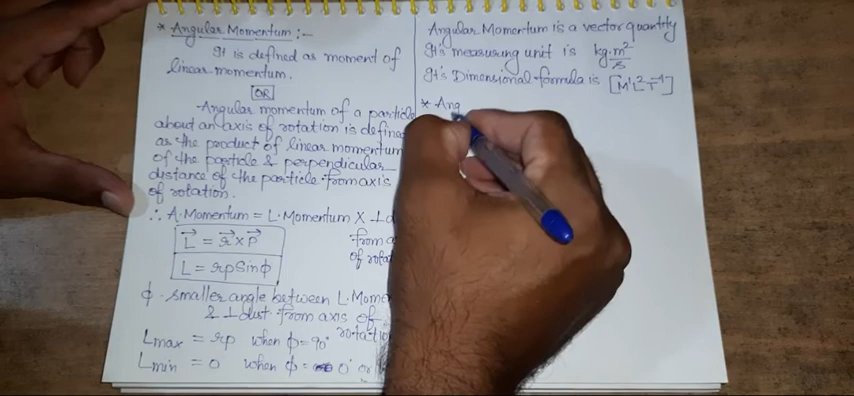 * Angular Momentum :-
It is defined as moment of
linear momentum.
OR
Angular momentum of a particle
about an axis of rotation is define
as the product of linear momentum
of the particle & perpendicular
distance of the particle from axis
of rotation.
∴ A.Momentum = L.Momentum X ⊥d
from a
of rota
L⃗ = r⃗ × p⃗
L = rp Sinϕ
ϕ. smaller angle between L.Mome
& ⊥dist. from axis of
rotatio
Lmax = rp when ϕ = 90°
Lmin = 0 when ϕ = 0° or
Angular Momentum is a vector quantity
It's measuring unit is kg.m²/s
It's Dimensional formula is [M¹L²T⁻¹]
* Ang